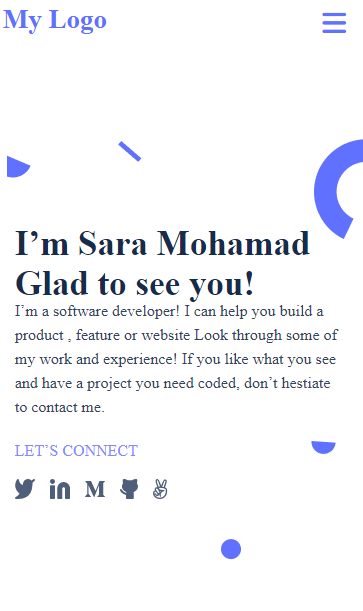 My Logo
I’m Sara Mohamad
Glad to see you!
I’m a software developer! I can help you build a
product , feature or website Look through some of
my work and experience! If you like what you see
and have a project you need coded, don’t hestiate
to contact me.
LET’S CONNECT